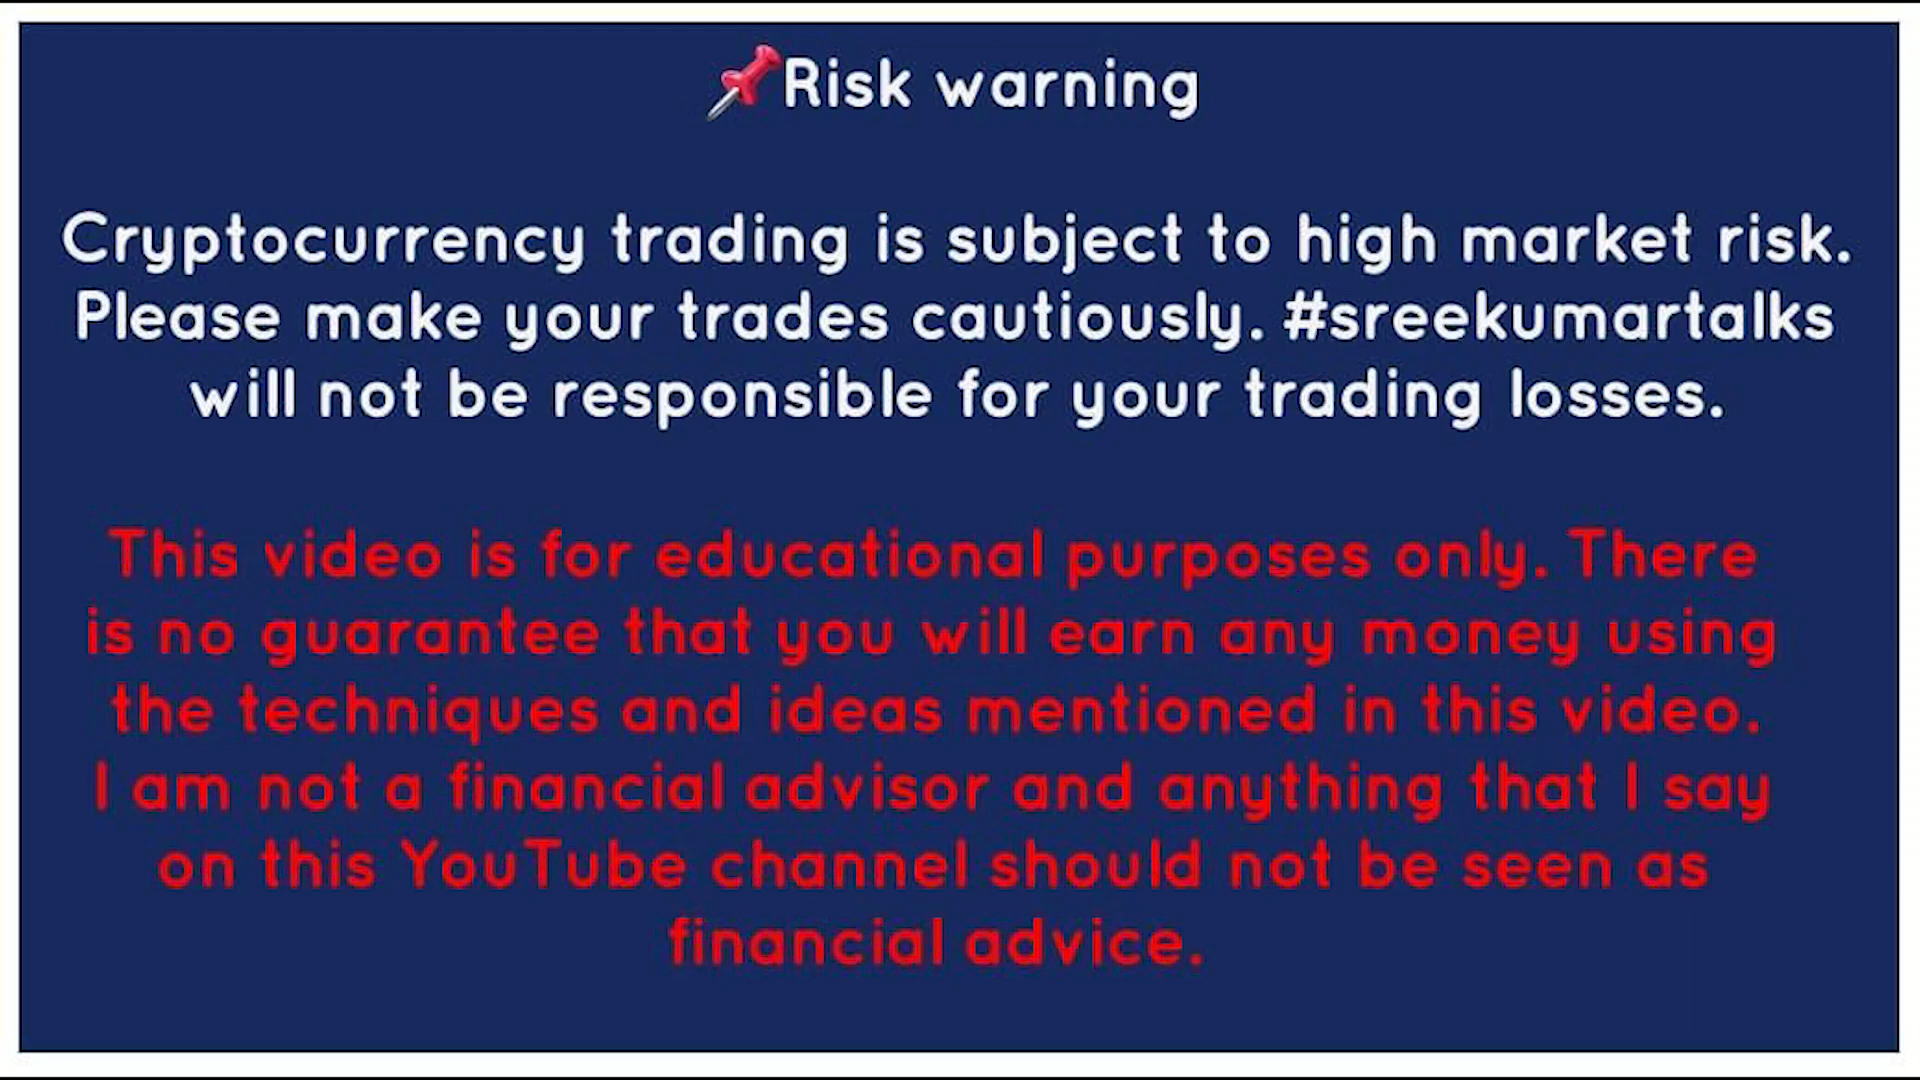 📌Risk warning
Cryptocurrency trading is subject to high market risk.
Please make your trades cautiously. #sreekumartalks
will not be responsible for your trading losses.
This video is for educational purposes only. There
is no guarantee that you will earn any money using
the techniques and ideas mentioned in this video.
I am not a financial advisor and anything that I say
on this YouTube channel should not be seen as
financial advice.